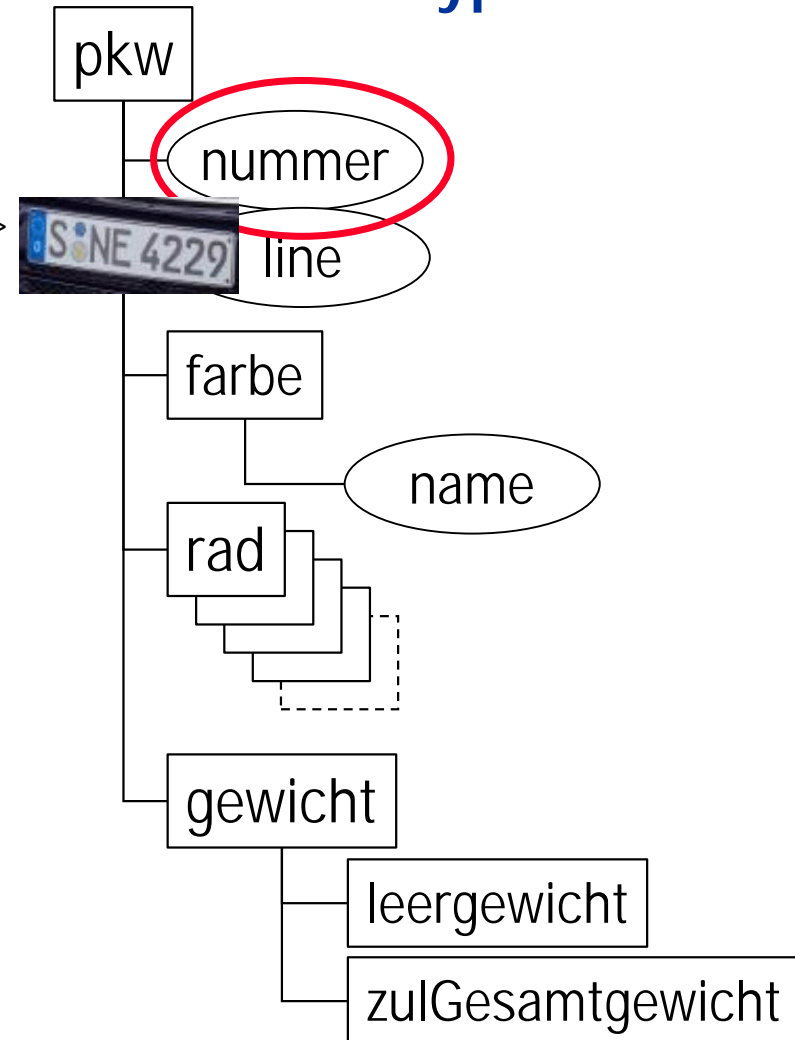 pkw
nummer
S NE 4229
line
farbe
name
rad
gewicht
leergewicht
zulGesamtgewicht